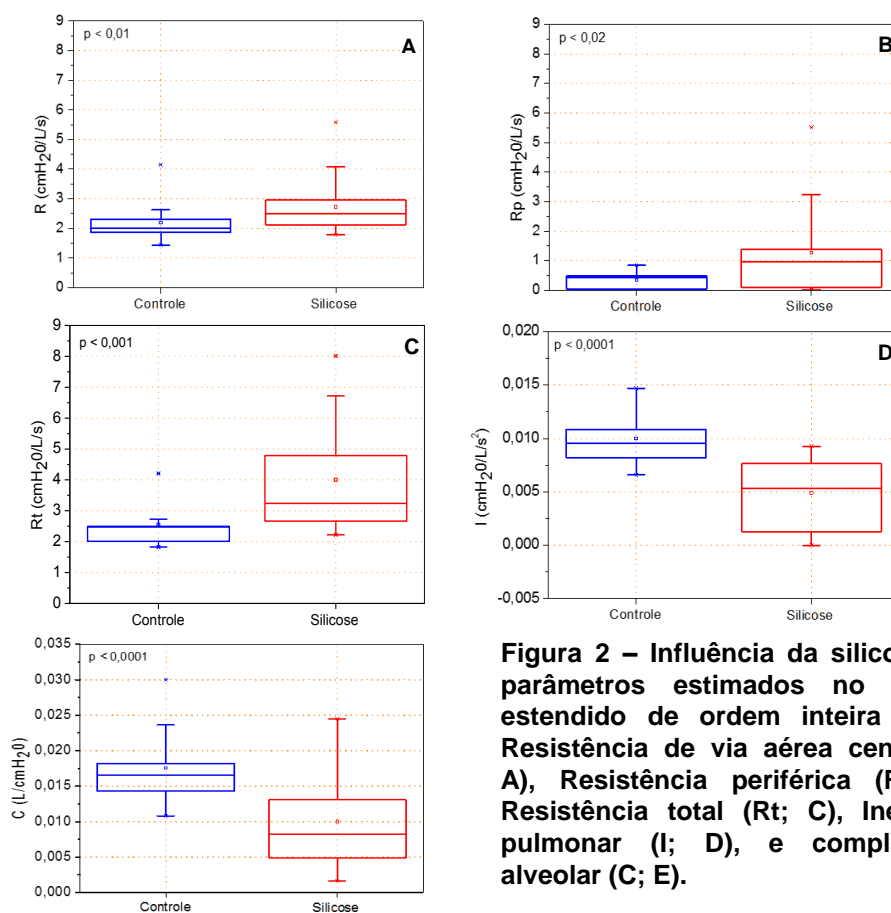 9
8
7
6
5
4
3
2
1
0
R (cmH₂0/L/s)
p < 0,01
A
Controle
Silicose
9
8
7
6
5
4
3
2
1
0
Rp (cmH₂0/L/s)
p < 0,02
B
Controle
Silicose
9
8
7
6
5
4
3
2
1
0
Rt (cmH₂0/L/s)
p < 0,001
C
Controle
Silicose
0,020
0,015
0,010
0,005
0,000
-0,005
I (cmH₂0/L/s²)
p < 0,0001
D
Controle
Silicose
0,035
0,030
0,025
0,020
0,015
0,010
0,005
0,000
C (L/cmH₂0)
p < 0,0001
Controle
Silicose
Figura 2 – Influência da silico
parâmetros estimados no
estendido de ordem inteira
Resistência de via aérea cen
A), Resistência periférica (
Resistência total (Rt; C), Ine
pulmonar (I; D), e compl
alveolar (C; E).